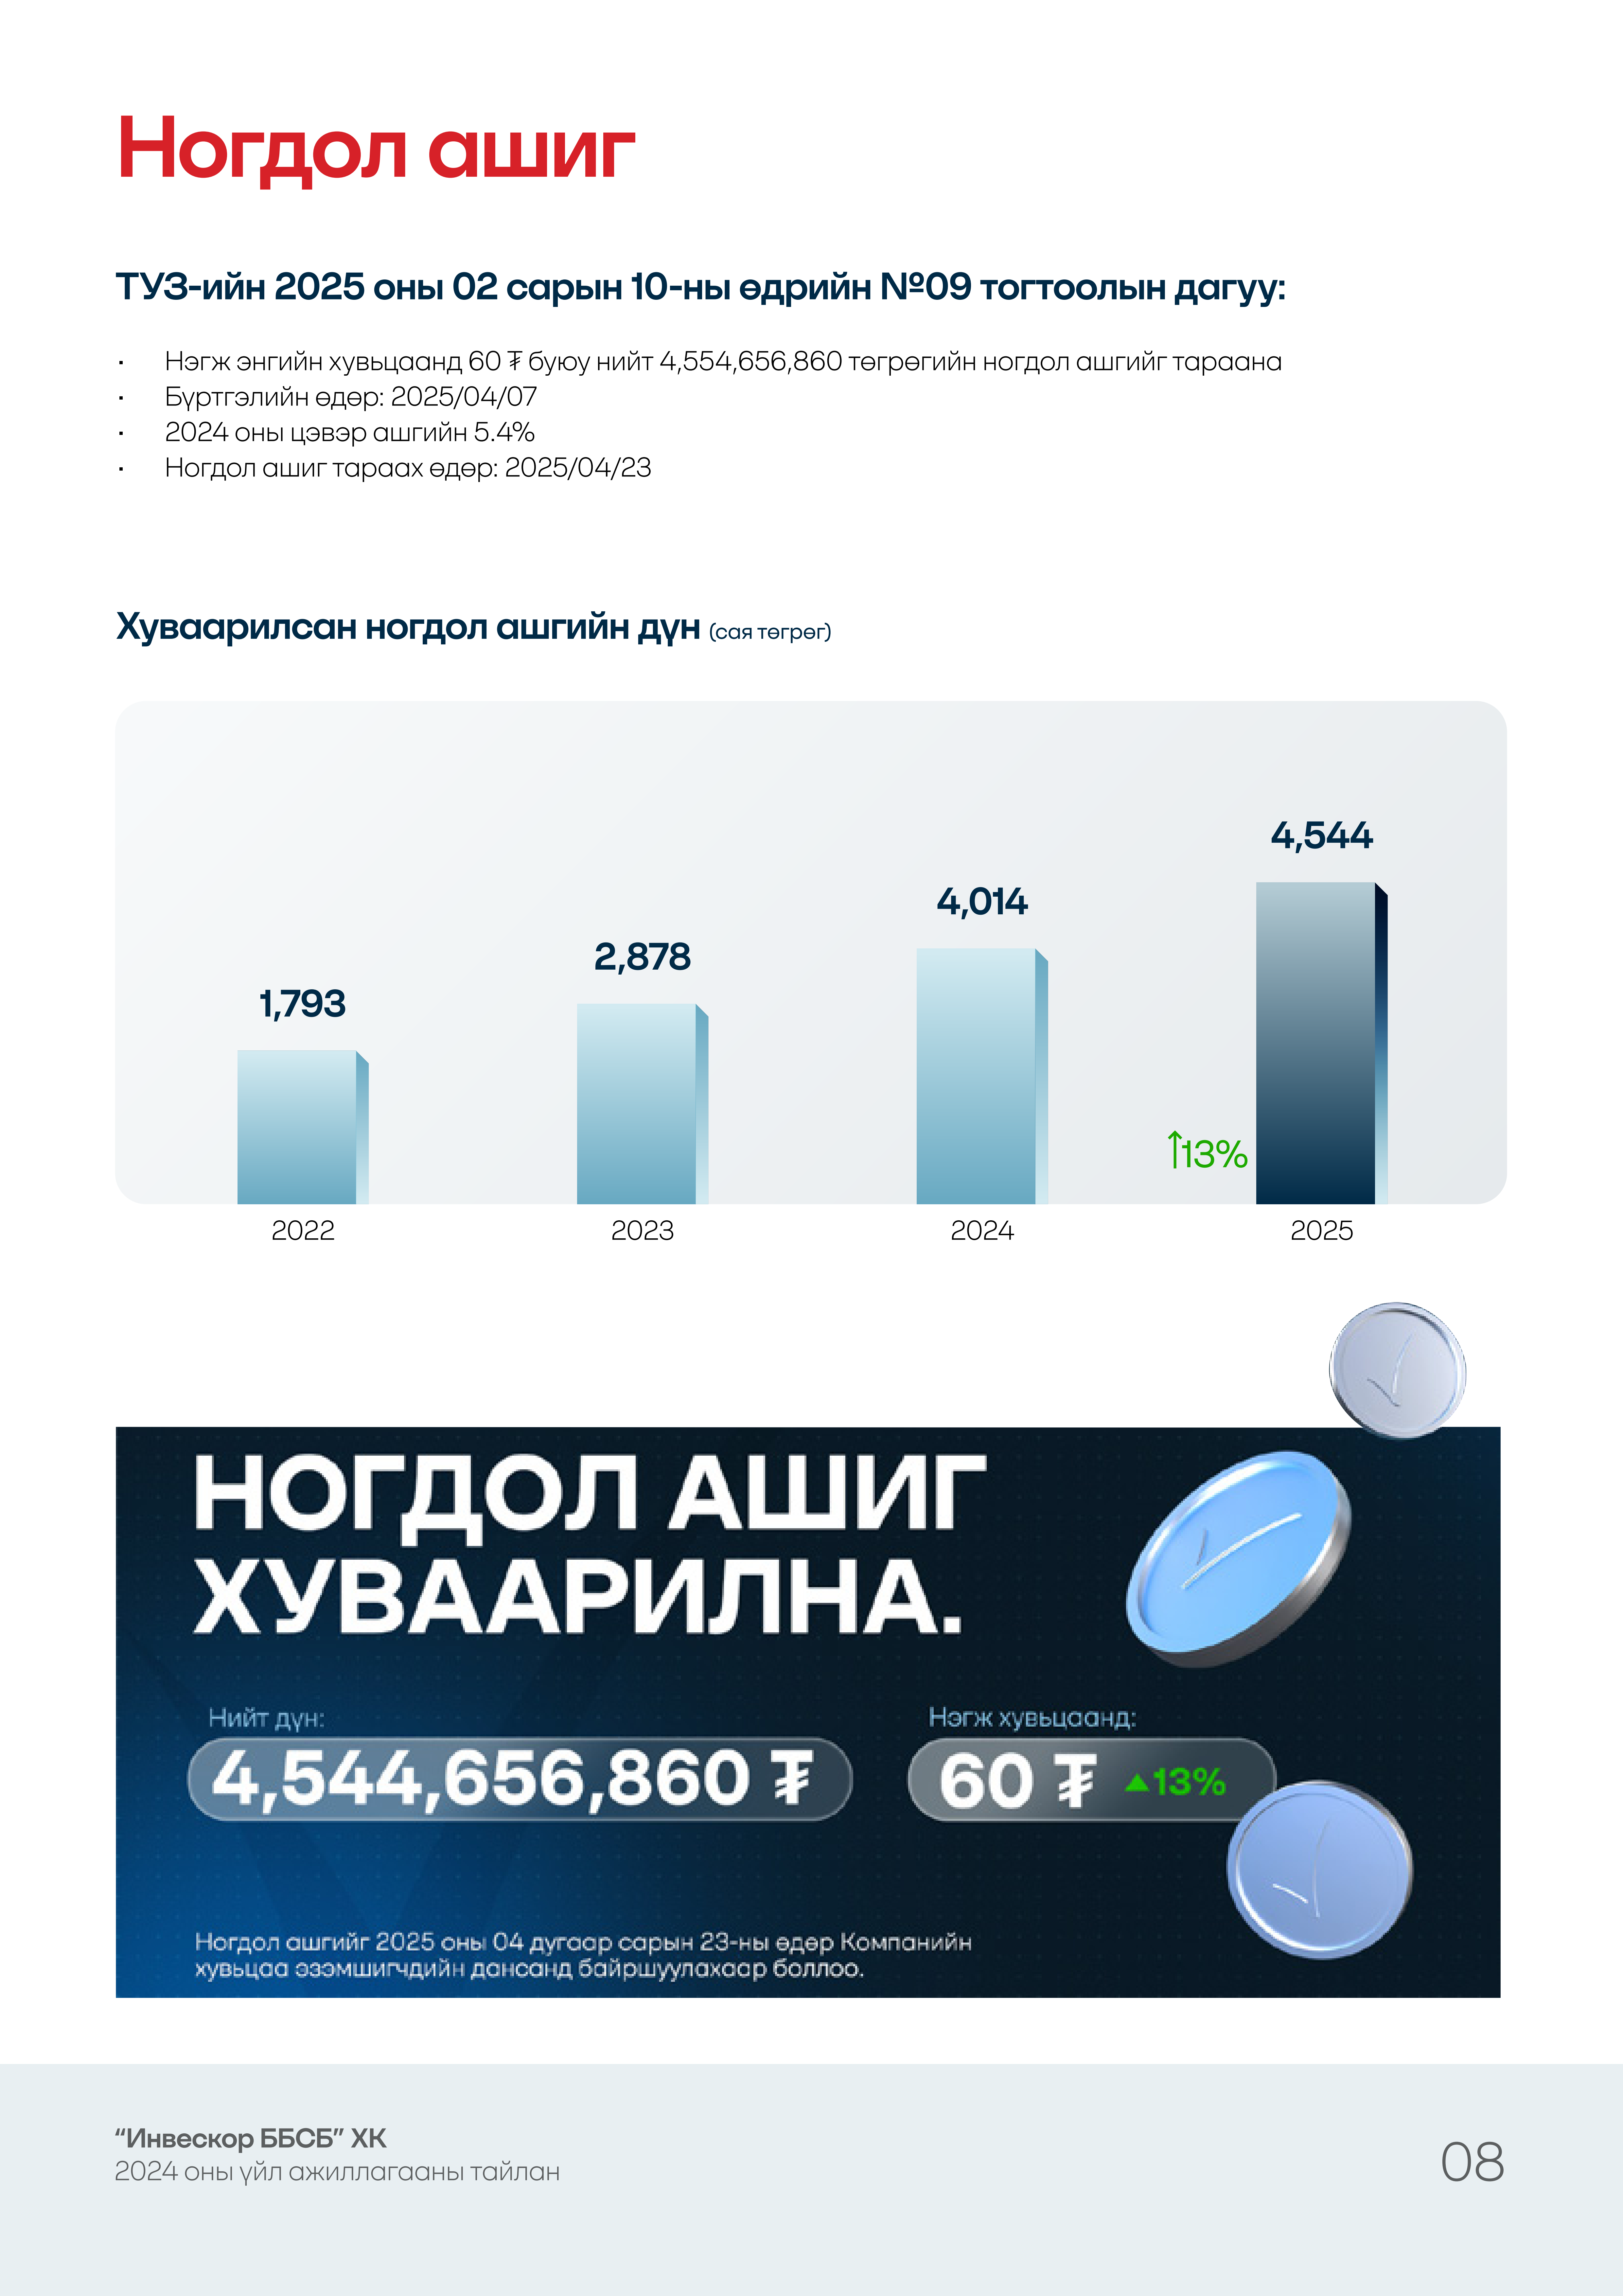 Ногдол ашиг
ТУЗ-ийн 2025 оны 02 сарын 10-ны өдрийн №09 тогтоолын дагуу:
· Нэгж энгийн хувьцаанд 60 ₮ буюу нийт 4,554,656,860 төгрөгийн ногдол ашгийг тараана
· Бүртгэлийн өдөр: 2025/04/07
· 2024 оны цэвэр ашгийн 5.4%
· Ногдол ашиг тараах өдөр: 2025/04/23
Хуваарилсан ногдол ашгийн дүн (сая төгрөг)
1,793
2,878
4,014
4,544
↑13%
2022
2023
2024
2025
НОГДОЛ АШИГ
ХУВААРИЛНА.
Нийт дүн:
4,544,656,860 ₮
Нэгж хувьцаанд:
60 ₮ ▲13%
Ногдол ашгийг 2025 оны 04 дугаар сарын 23-ны өдөр Компанийн
хувьцаа эзэмшигчдийн дансанд байршуулахаар боллоо.
“Инвескор ББСБ” ХК
2024 оны үйл ажиллагааны тайлан
08